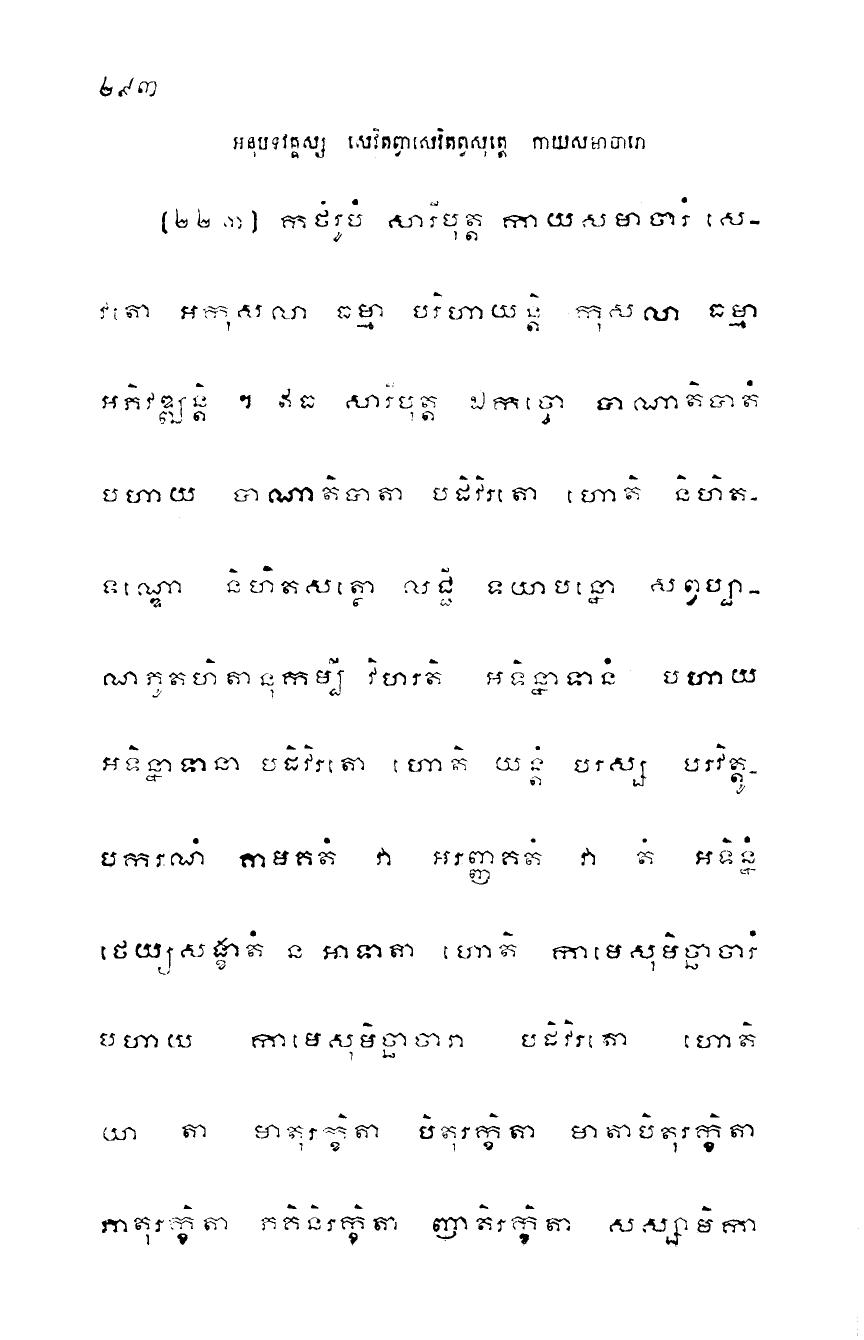 ២៩៣
អនុបទវគ្គស្ស សេវិតព្វាសេវិតព្វសុត្តេ កាយសមាចារោ
(២២៣) កថំរូបំ សារីបុត្ត កាយសមាចារំ សេ-
វតោ អកុសលា ធម្មា បរិហាយន្តិ កុសលា ធម្មា
អភិវឌ្ឍន្តិ ។ ឥធ សារីបុត្ត ឯកច្ចោ បាណាតិបាតំ
បហាយ បាណាតិបាតា បដិវិរតោ ហោតិ និហិត-
ទណ្ឌោ និហិតសត្ថោ លជ្ជី ទយាបន្នោ សព្វប្បា-
ណភូតហិតានុកម្បី វិហរតិ អទិន្នាទានំ បហាយ
អទិន្នាទានា បដិវិរតោ ហោតិ យន្តំ បរស្ស បរវិត្តូ-
បករណំ គាមគតំ វា អរញ្ញគតំ វា តំ អទិន្នំ
ថេយ្យសង្ខាតំ ន អាទាតា ហោតិ កាមេសុមិច្ឆាចារំ
បហាយ កាមេសុមិច្ឆាចារា បដិវិរតោ ហោតិ
យា តា មាតុរក្ខិតា បិតុរក្ខិតា មាតាបិតុរក្ខិតា
ភាតុរក្ខិតា ភគិនិរក្ខិតា ញាតិរក្ខិតា សស្សាមិកា